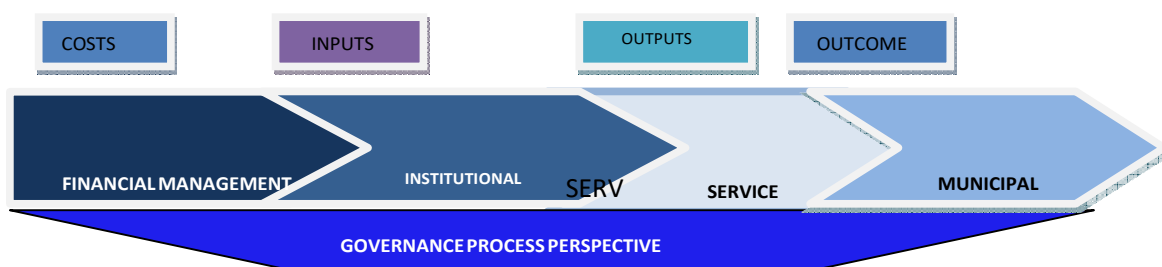 COSTS
INPUTS
OUTPUTS
OUTCOME
FINANCIAL MANAGEMENT
INSTITUTIONAL
SERV
SERVICE
MUNICIPAL
GOVERNANCE PROCESS PERSPECTIVE